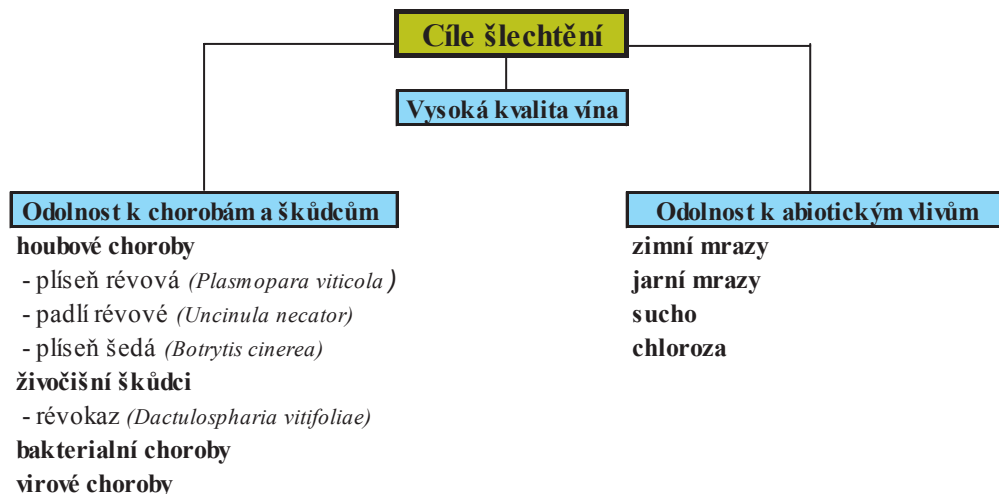 Cíle šlechtění
Vysoká kvalita vína
Odolnost k chorobám a škůdcům
houbové choroby
- plíseň révová (Plasmopara viticola)
- padlí révové (Uncinula necator)
- plíseň šedá (Botrytis cinerea)
živočišní škůdci
- révokaz (Dactulospharia vitifoliae)
bakterialní choroby
virové choroby
Odolnost k abiotickým vlivům
zimní mrazy
jarní mrazy
sucho
chloroza